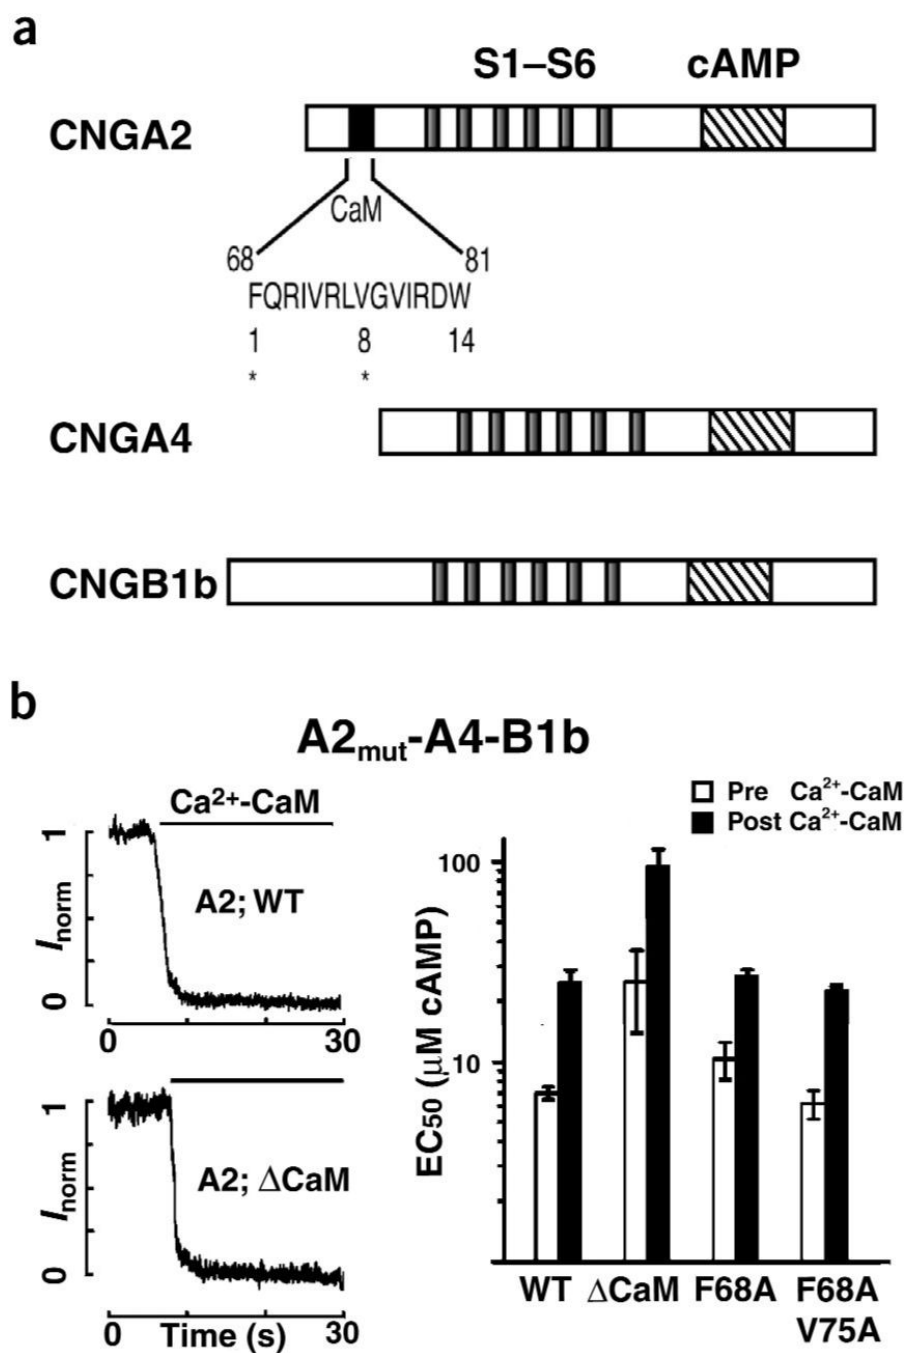 a
S1–S6 cAMP
CNGA2
CaM
68 81
FQRIVRLVGVIRDW
1 8 14
* *
CNGA4
CNGB1b
b
A2mut-A4-B1b
Ca2+-CaM
1
A2; WT
Inorm
0
0 30
1
A2; ΔCaM
Inorm
0
0 Time (s) 30
Pre Ca2+-CaM
Post Ca2+-CaM
100
10
EC50 (μM cAMP)
WT ΔCaM F68A F68A
V75A